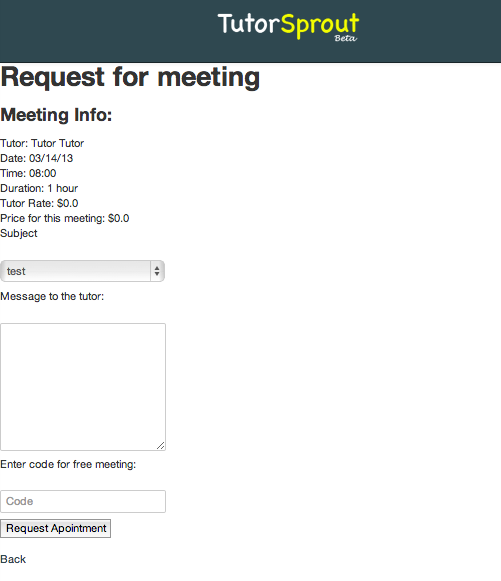 TutorSprout
Beta
Request for meeting
Meeting Info:
Tutor: Tutor Tutor
Date: 03/14/13
Time: 08:00
Duration: 1 hour
Tutor Rate: $0.0
Price for this meeting: $0.0
Subject
test
Message to the tutor:
Enter code for free meeting:
Code
Request Apointment
Back